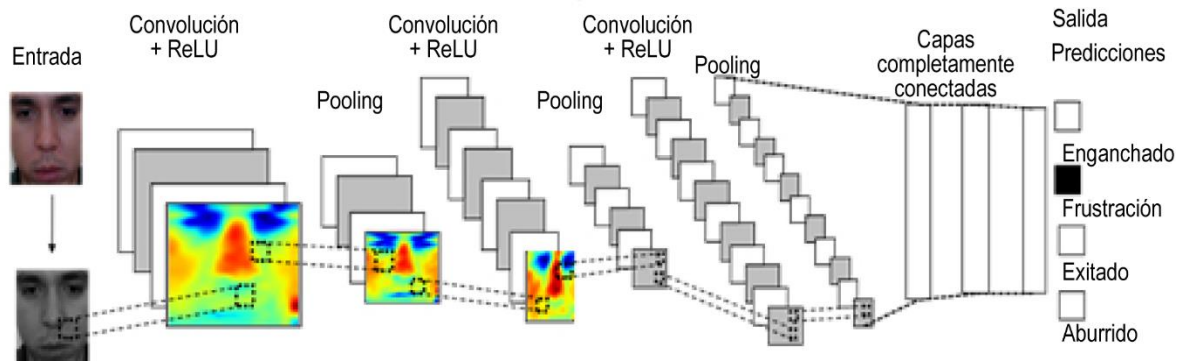 Entrada
Convolución
+ ReLU
Pooling
Convolución
+ ReLU
Pooling
Convolución
+ ReLU
Pooling
Capas
completamente
conectadas
Salida
Predicciones
Enganchado
Frustración
Exitado
Aburrido